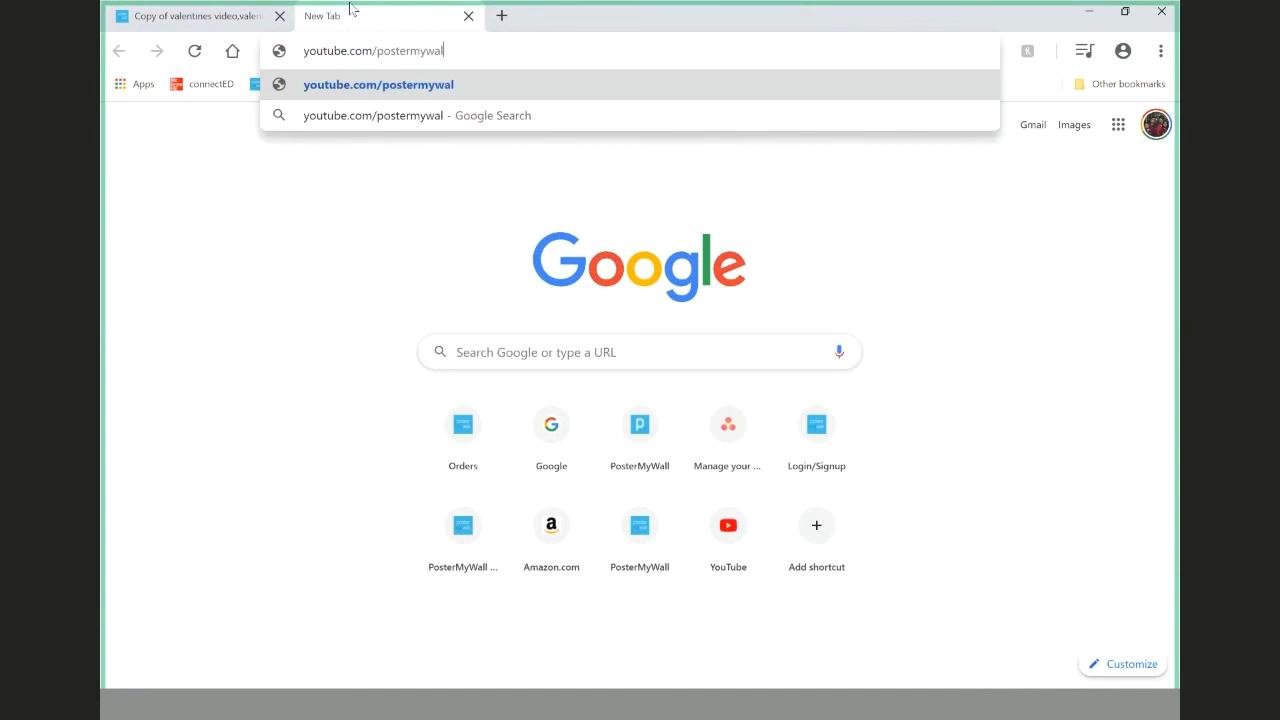 Copy of valentines video,valen
New Tab
youtube.com/postermywal
youtube.com/postermywal
youtube.com/postermywal - Google Search
Apps
connectED
Other bookmarks
Gmail
Images
Google
Search Google or type a URL
Orders
Google
PosterMyWall
Manage your ...
Login/Signup
PosterMyWall ...
Amazon.com
PosterMyWall
YouTube
Add shortcut
Customize